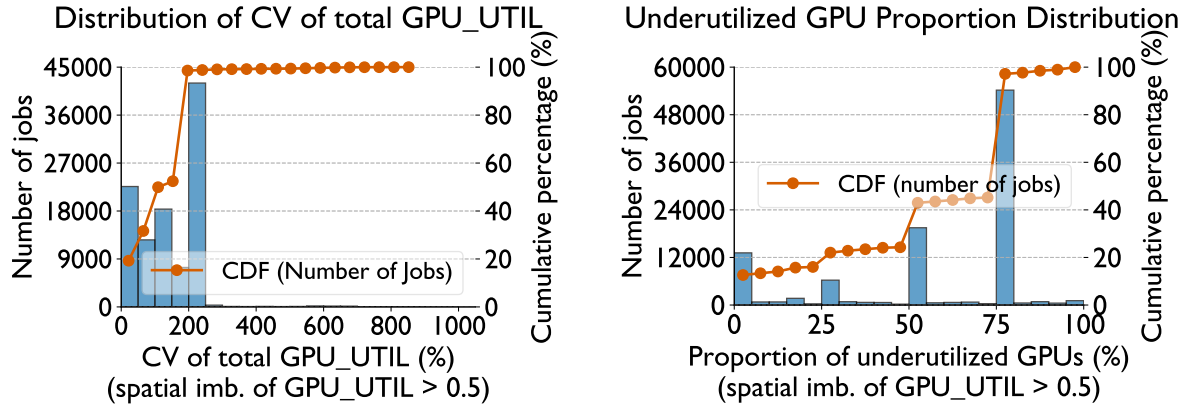 Distribution of CV of total GPU_UTIL
Number of jobs
45000
36000
27000
18000
9000
0
0 200 400 600 800 1000
100
80
60
40
20
0
Cumulative percentage (%)
CDF (Number of Jobs)
CV of total GPU_UTIL (%)
(spatial imb. of GPU_UTIL > 0.5)
Underutilized GPU Proportion Distribution
Number of jobs
60000
48000
36000
24000
12000
0
0 25 50 75 100
100
80
60
40
20
0
Cumulative percentage (%)
CDF (number of jobs)
Proportion of underutilized GPUs (%)
(spatial imb. of GPU_UTIL > 0.5)